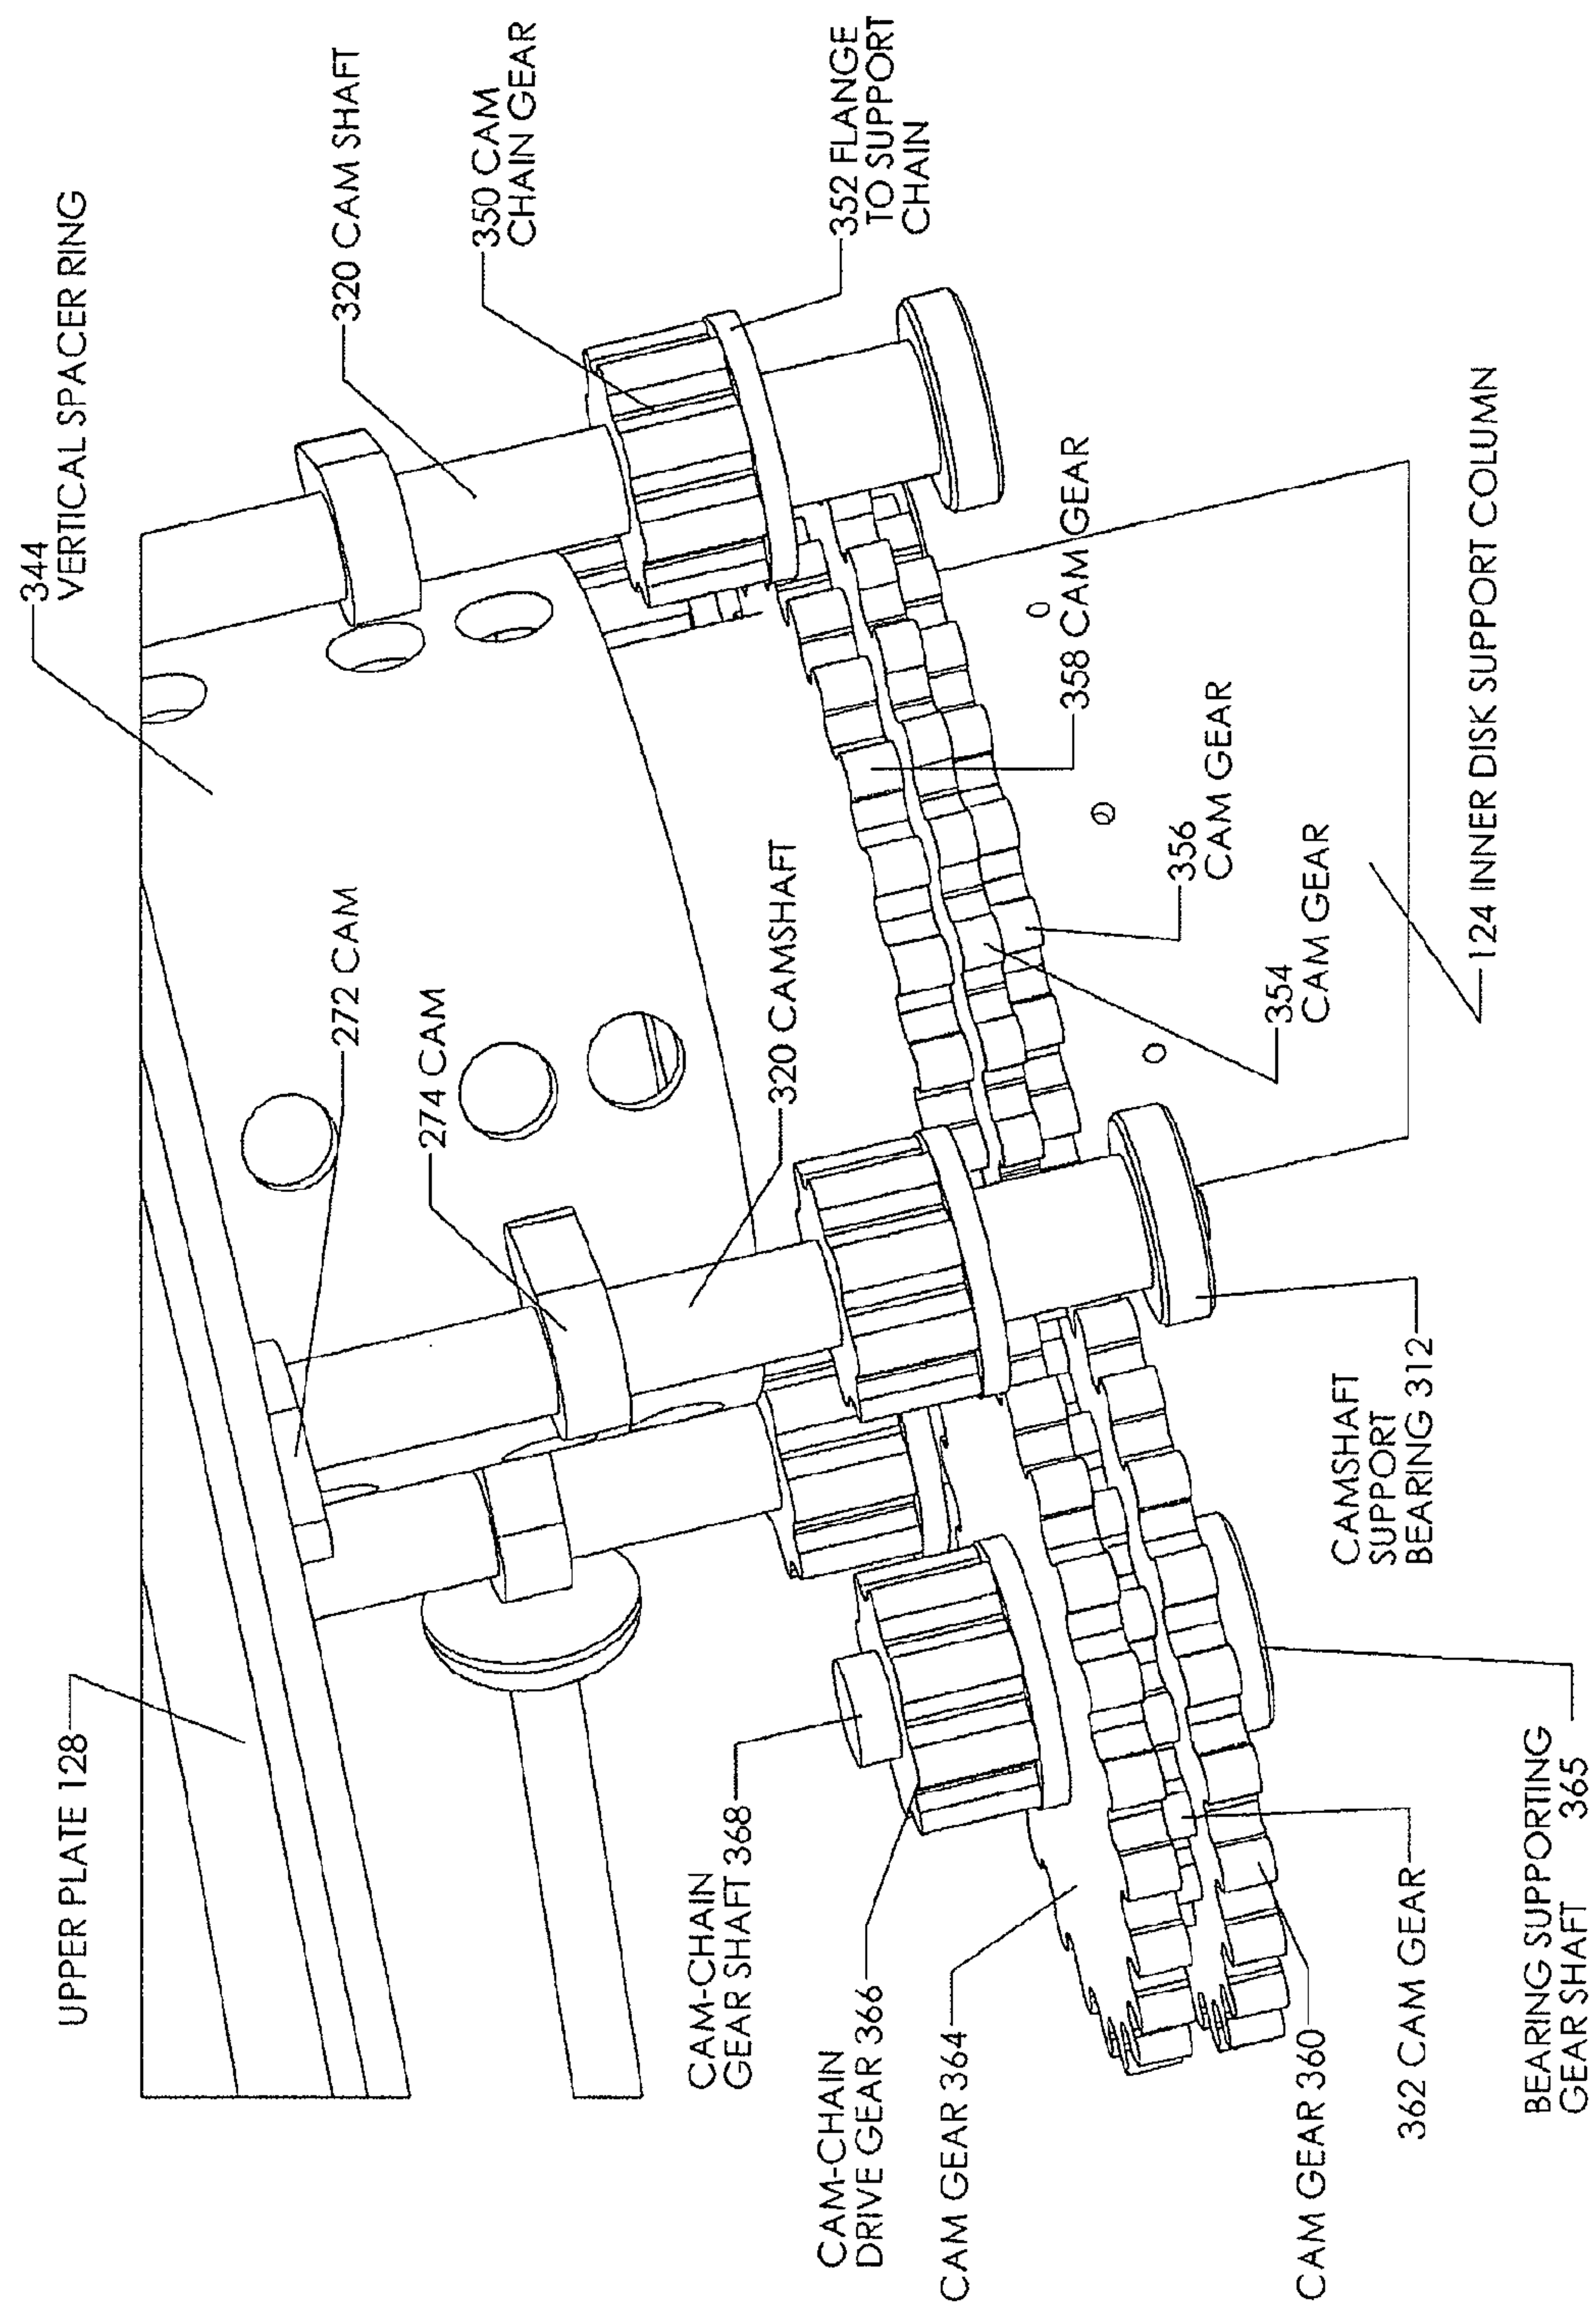 344
VERTICAL SPACER RING
320 CAM SHAFT
350 CAM
CHAIN GEAR
352 FLANGE
TO SUPPORT
CHAIN
272 CAM
274 CAM
320 CAMSHAFT
358 CAM GEAR
356
CAM GEAR
354
CAM GEAR
124 INNER DISK SUPPORT COLUMN
UPPER PLATE 128
CAM-CHAIN
GEAR SHAFT 368
CAM-CHAIN
DRIVE GEAR 366
CAM GEAR 364
CAM GEAR 360
362 CAM GEAR
CAMSHAFT
SUPPORT
BEARING 312
BEARING SUPPORTING
GEAR SHAFT 365